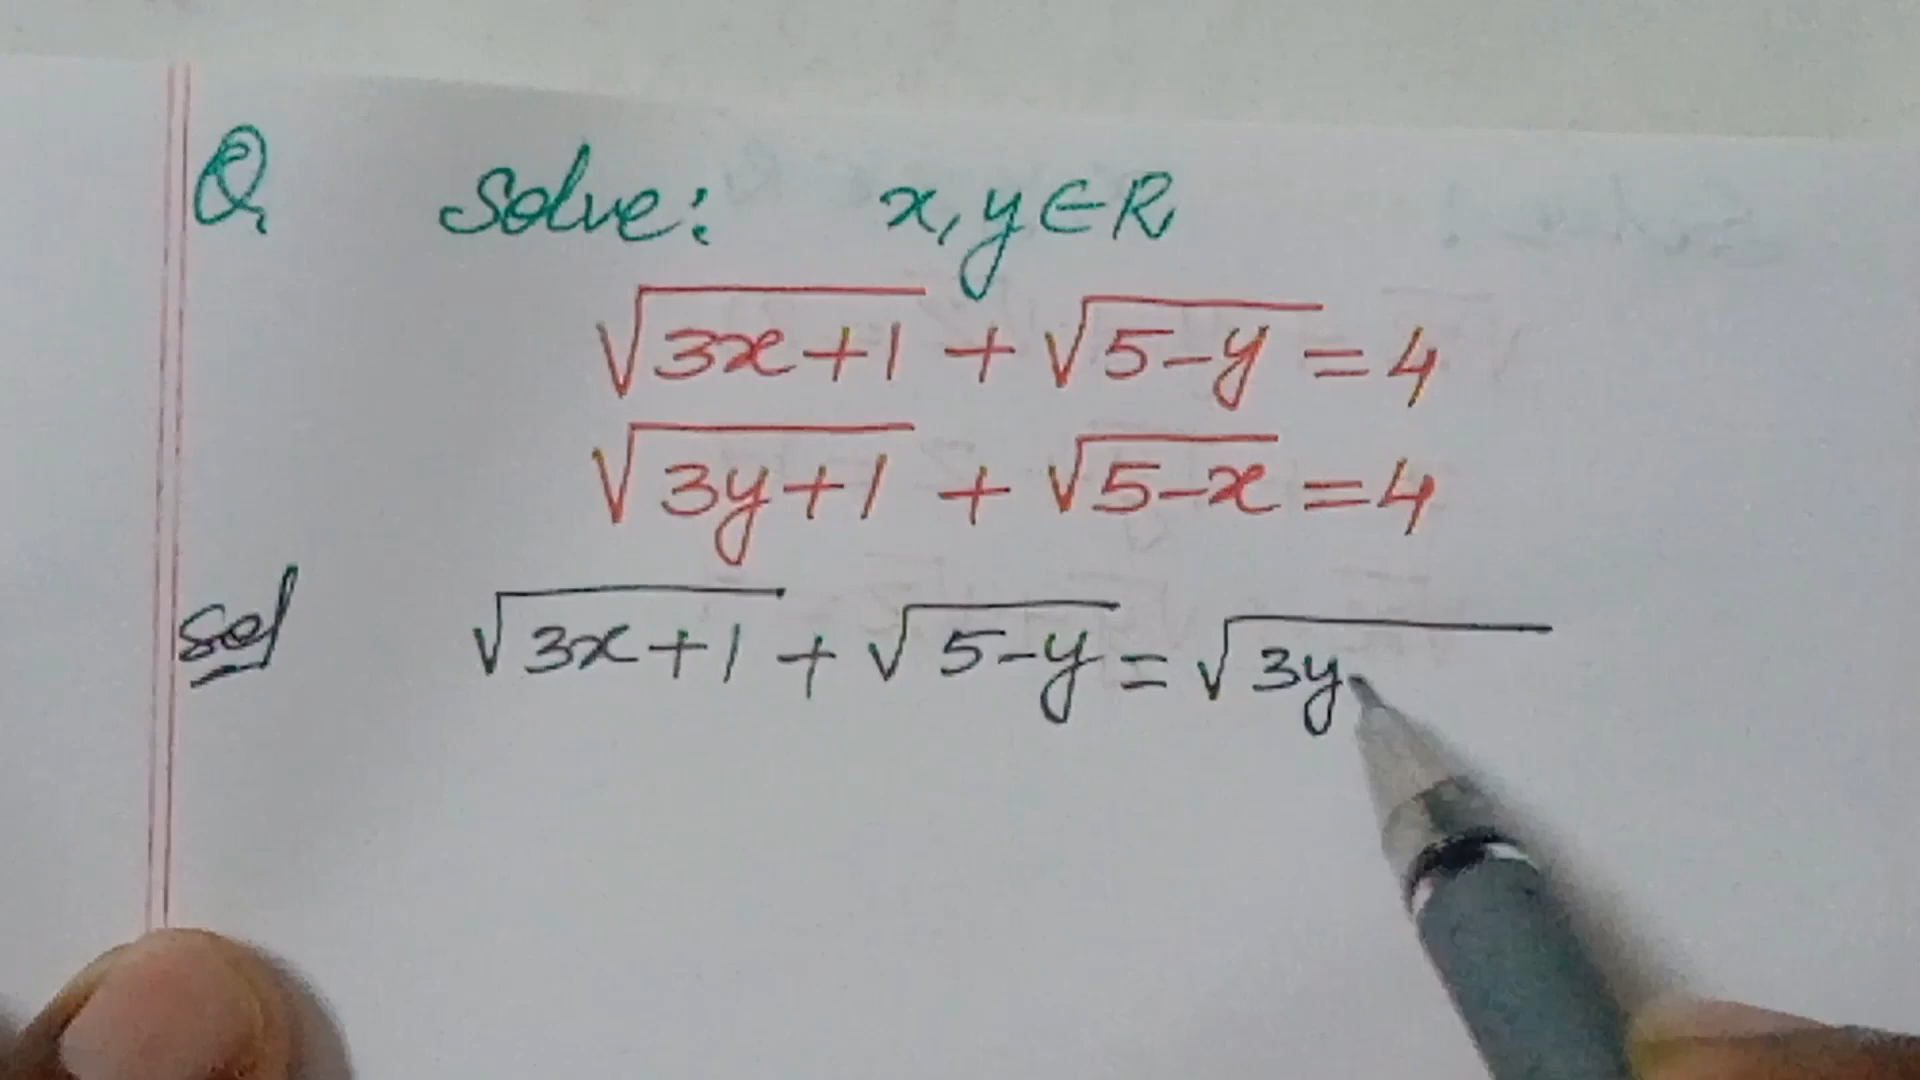 Q. Solve: x, y ∈ R
√(3x+1) + √(5-y) = 4
√(3y+1) + √(5-x) = 4
Sol √(3x+1) + √(5-y) = √(3y